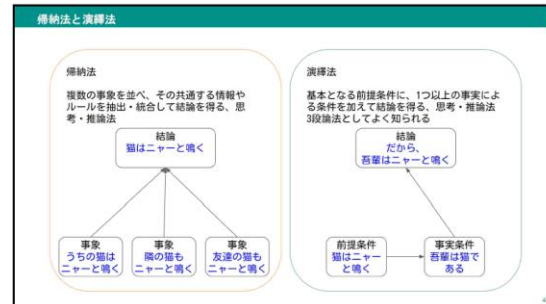 帰納法と演繹法
帰納法
複数の事象を並べ、その共通する情報や
ルールを抽出・統合して結論を得る、思
考・推論法
結論
猫はニャーと鳴く
事象
うちの猫は
ニャーと鳴く
事象
隣の猫も
ニャーと鳴く
事象
友達の猫も
ニャーと鳴く
演繹法
基本となる前提条件に、1つ以上の事実によ
る条件を加えて結論を得る、思考・推論法
3段論法としてよく知られる
結論
だから、
吾輩はニャーと鳴く
前提条件
猫はニャー
と鳴く
事実条件
吾輩は猫で
ある